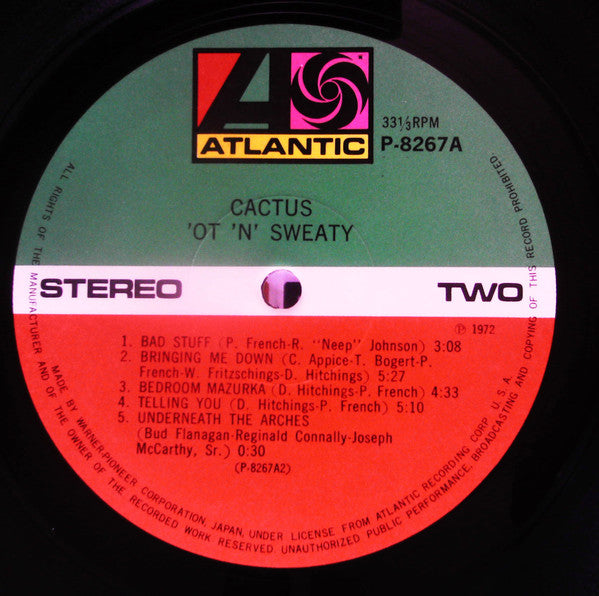 ATLANTIC
33⅓RPM
P-8267A
CACTUS
'OT 'N' SWEATY
STEREO
TWO
℗ 1972
1. BAD STUFF (P. French-R. "Neep" Johnson) 3:08
2. BRINGING ME DOWN (C. Appice-T. Bogert-P.
French-W. Fritzschings-D. Hitchings) 5:27
3. BEDROOM MAZURKA (D. Hitchings-P. French) 4:33
4. TELLING YOU (D. Hitchings-P. French) 5:10
5. UNDERNEATH THE ARCHES
(Bud Flanagan-Reginald Connally-Joseph
McCarthy, Sr.) 0:30
(P-8267A2)
MADE BY WARNER-PIONEER CORPORATION, JAPAN, UNDER LICENSE FROM ATLANTIC RECORDING CORP. U. S. A.
ALL RIGHTS OF THE MANUFACTURER AND OF THE OWNER OF THE RECORDED WORK RESERVED. UNAUTHORIZED PUBLIC PERFORMANCE, BROADCASTING AND COPYING OF THIS RECORD PROHIBITED.